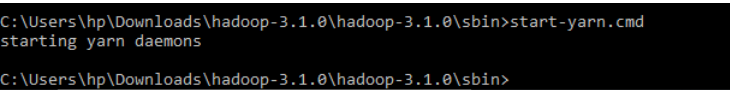 C:\Users\hp\Downloads\hadoop-3.1.0\hadoop-3.1.0\sbin>start-yarn.cmd
starting yarn daemons
C:\Users\hp\Downloads\hadoop-3.1.0\hadoop-3.1.0\sbin>